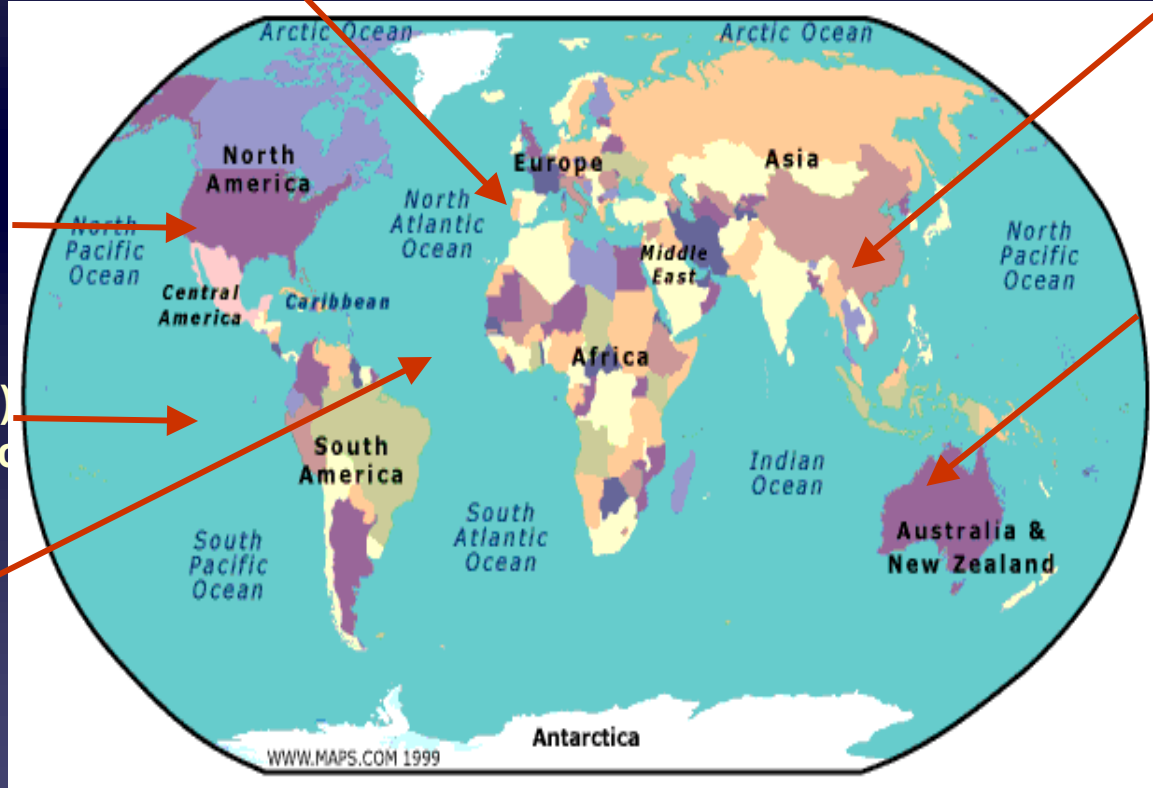 Arctic Ocean
Arctic Ocean
North
America
Europe
Asia
North
Atlantic
Ocean
North
Pacific
Ocean
North
Pacific
Ocean
Middle
East
Central
America
Caribbean
Africa
)
South
America
Indian
Ocean
South
Atlantic
Ocean
South
Pacific
Ocean
Australia &
New Zealand
Antarctica
WWW.MAPS.COM 1999